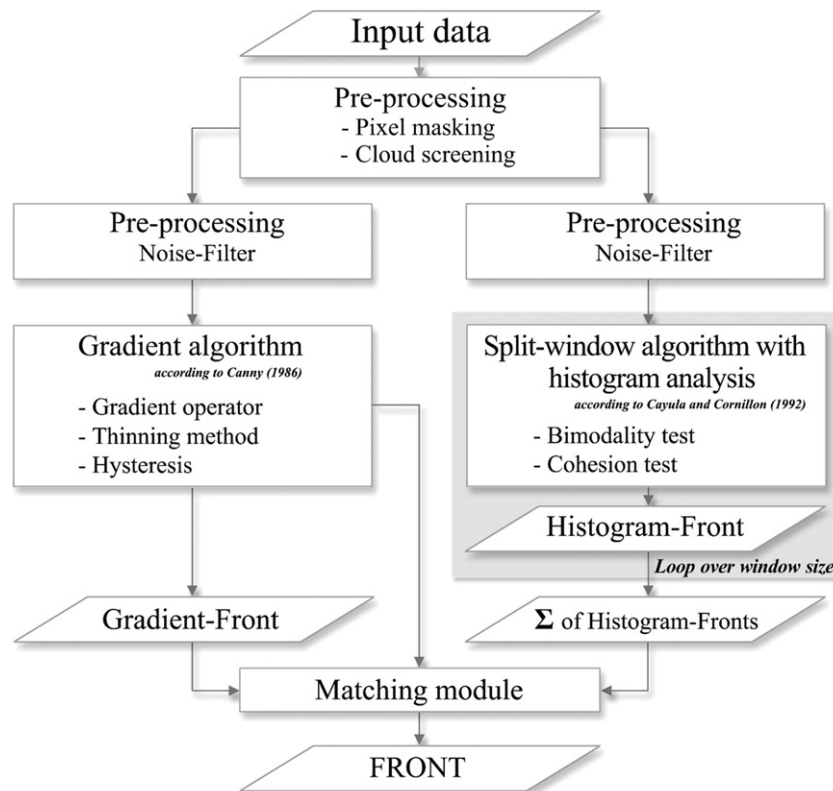 Input data
Pre-processing
- Pixel masking
- Cloud screening
Pre-processing
Noise-Filter
Pre-processing
Noise-Filter
Gradient algorithm
according to Canny (1986)
- Gradient operator
- Thinning method
- Hysteresis
Split-window algorithm with
histogram analysis
according to Cayula and Cornillon (1992)
- Bimodality test
- Cohesion test
Histogram-Front
Loop over window size
Gradient-Front
Σ of Histogram-Fronts
Matching module
FRONT